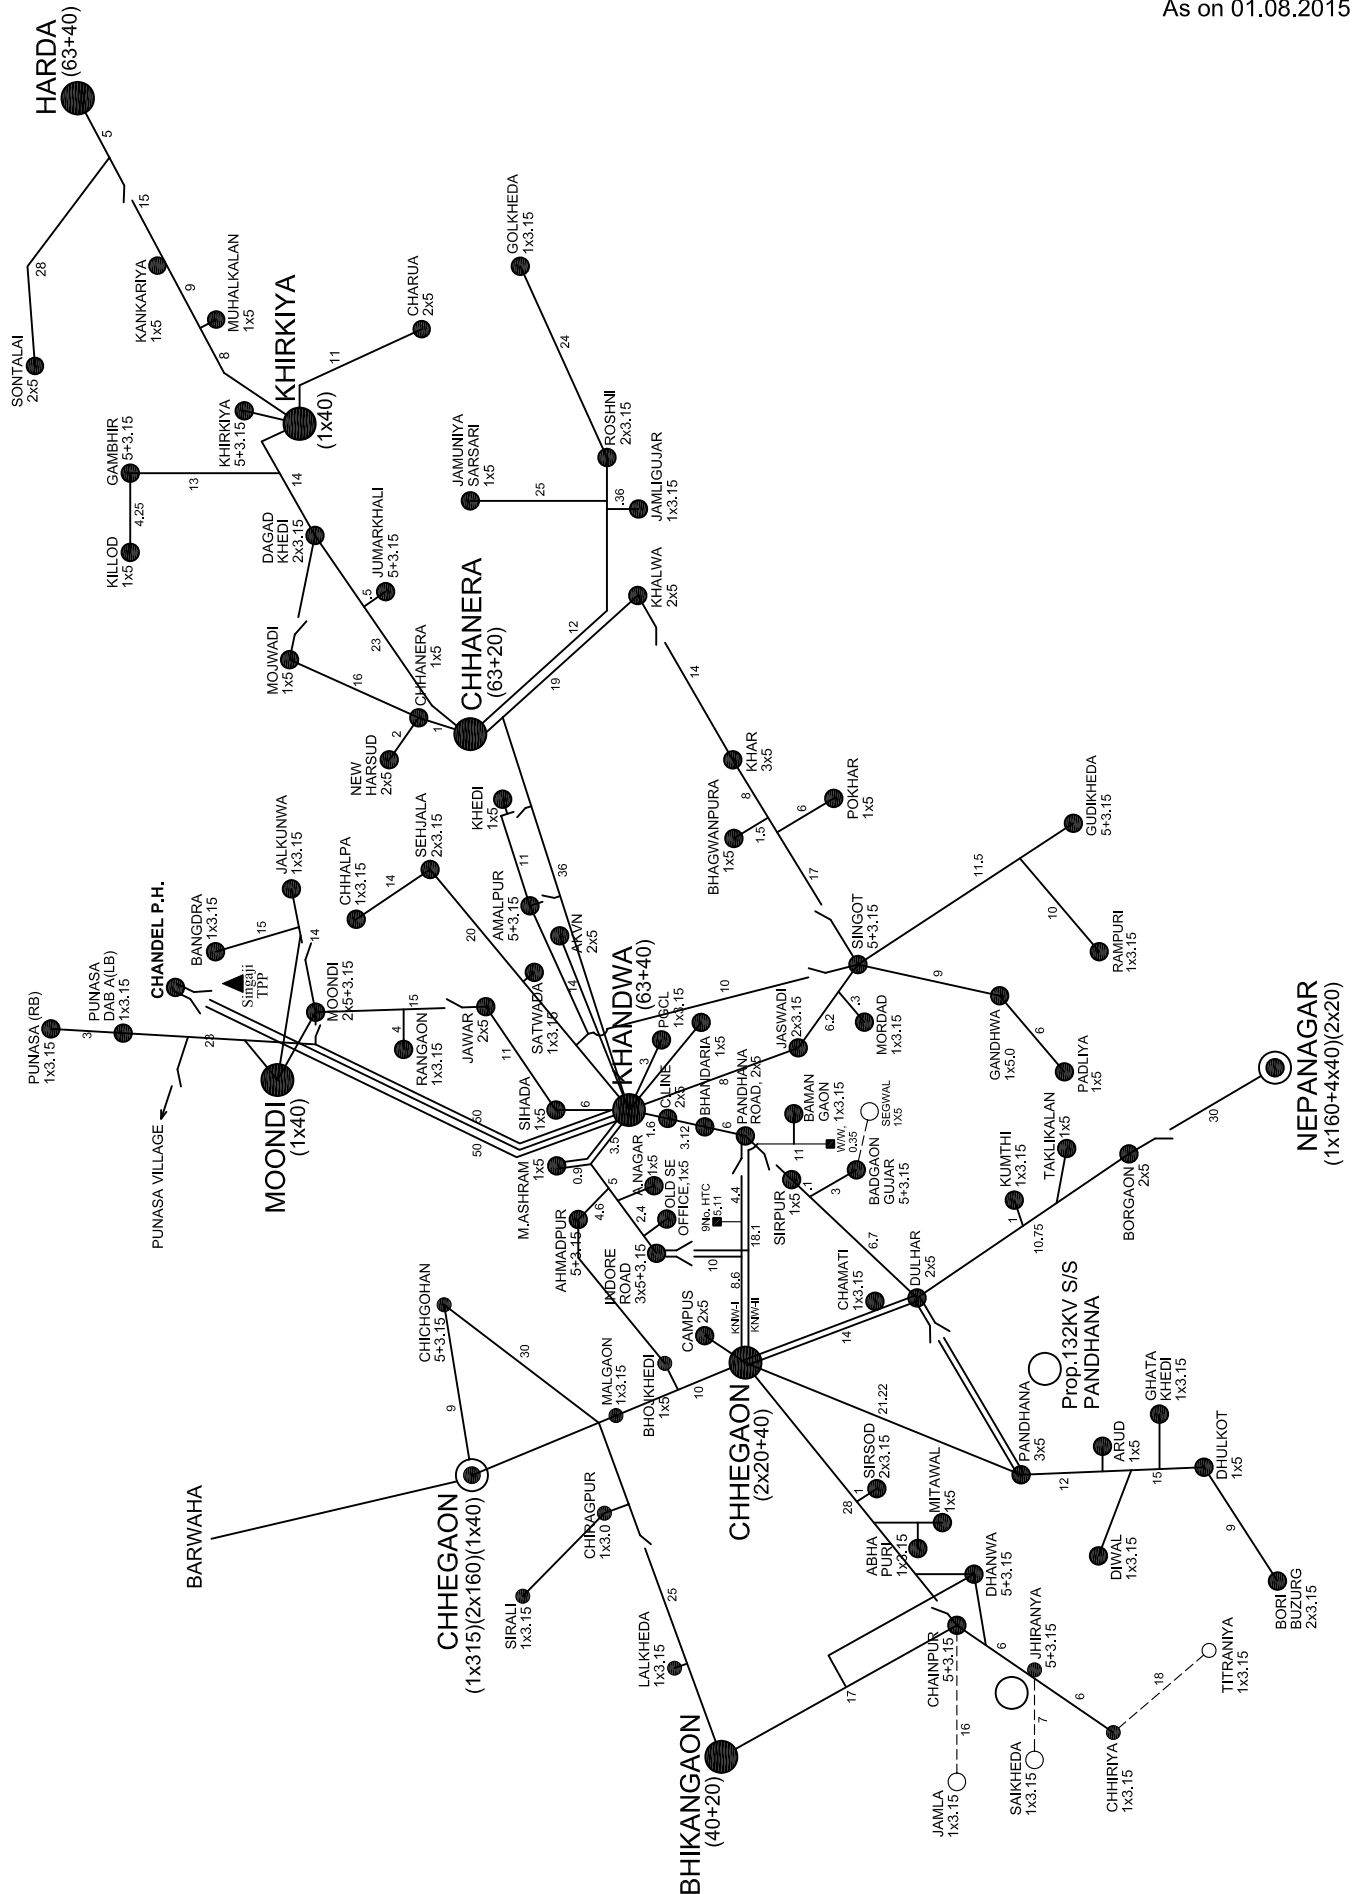 As on 01.08.2015
HARDA
(63+40)
5
15
28
SONTALAI
2x5
KANKARIYA
1x5
9
MUHALKALAN
1x5
8
KHIRKIYA
(1x40)
11
CHARUA
2x5
KHIRKIYA
5+3.15
GAMBHIR
5+3.15
13
4.25
KILLOD
1x5
14
DAGAD
KHEDI
2x3.15
JUMARKHALI
5+3.15
.5
23
MOJWADI
1x5
16
CHHANERA
1x5
NEW
HARSUD
2x5
2
1
CHHANERA
(63+20)
GOLKHEDA
1x3.15
24
ROSHNI
2x3.15
JAMUNIYA
SARSARI
1x5
25
.36
JAMLIGUJAR
1x3.15
12
19
KHALWA
2x5
14
KHAR
3x5
8
BHAGWANPURA
1x5
1.5
6
POKHAR
1x5
17
SINGOT
5+3.15
GUDIKHEDA
5+3.15
11.5
10
RAMPURI
1x3.15
9
GANDHWA
1x5.0
6
PADLIYA
1x5
.3
MORDAD
1x3.15
6.2
JASWADI
2x3.15
10
8
PUNASA (RB)
1x3.15
3
PUNASA
DAB A(LB)
1x3.15
CHANDEL P.H.
Singaji
TPP
BANGDRA
1x3.15
15
JALKUNWA
1x3.15
14
23
PUNASA VILLAGE
MOONDI
(1x40)
MOONDI
2x5+3.15
15
4
RANGAON
1x3.15
JAWAR
2x5
11
SIHADA
1x5
6
50
50
CHHALPA
1x3.15
14
SEHJALA
2x3.15
20
SATWADA
1x3.15
KHEDI
1x5
11
AMALPUR
5+3.15
AKVN
2x5
36
14
KHANDWA
(63+40)
PGCL
1x3.15
3
C.LINE
2x5
1.6
3.12
BHANDARIA
1x5
PANDHANA
ROAD, 2x5
6
M.ASHRAM
1x5
0.9
3.5
5
4.6
AHMADPUR
5+3.15
A.NAGAR
1x5
OLD SE
OFFICE,1x5
2.4
INDORE
ROAD
3x5+3.15
10
9No. HTC
5.11
4.4
18.1
8.6
KNW-I
KNW-II
BAMAN
GAON
1x3.15
11
W/W,
0.35
SEGWAL
1X5
BADGAON
GUJAR
5+3.15
3
SIRPUR
1x5
.1
6.7
DULHAR
2x5
CHAMATI
1x3.15
14
KUMTHI
1x3.15
1
TAKLIKALAN
1x5
10.75
BORGAON
2x5
30
NEPANAGAR
(1x160+4x40)(2x20)
CAMPUS
2x5
CHHEGAON
(2x20+40)
BHOJKHEDI
1x5
10
MALGAON
1x3.15
CHICHGOHAN
5+3.15
9
30
BARWAHA
CHHEGAON
(1x315)(2x160)(1x40)
CHIRAGPUR
1x3.0
SIRALI
1x3.15
25
LALKHEDA
1x3.15
BHIKANGAON
(40+20)
17
21.22
Prop.132KV S/S
PANDHANA
PANDHANA
3x5
12
ARUD
1x5
GHATA
KHEDI
1x3.15
15
DHULKOT
1x5
DIWAL
1x3.15
9
BORI
BUZURG
2x3.15
SIRSOD
2x3.15
1
28
MITAWAL
1x5
ABHA
PURI
1x3.15
DHANWA
5+3.15
CHAINPUR
5+3.15
6
JHIRANYA
5+3.15
16
JAMLA
1x3.15
7
SAIKHEDA
1x3.15
6
CHHIRIYA
1x3.15
18
TITRANIYA
1x3.15